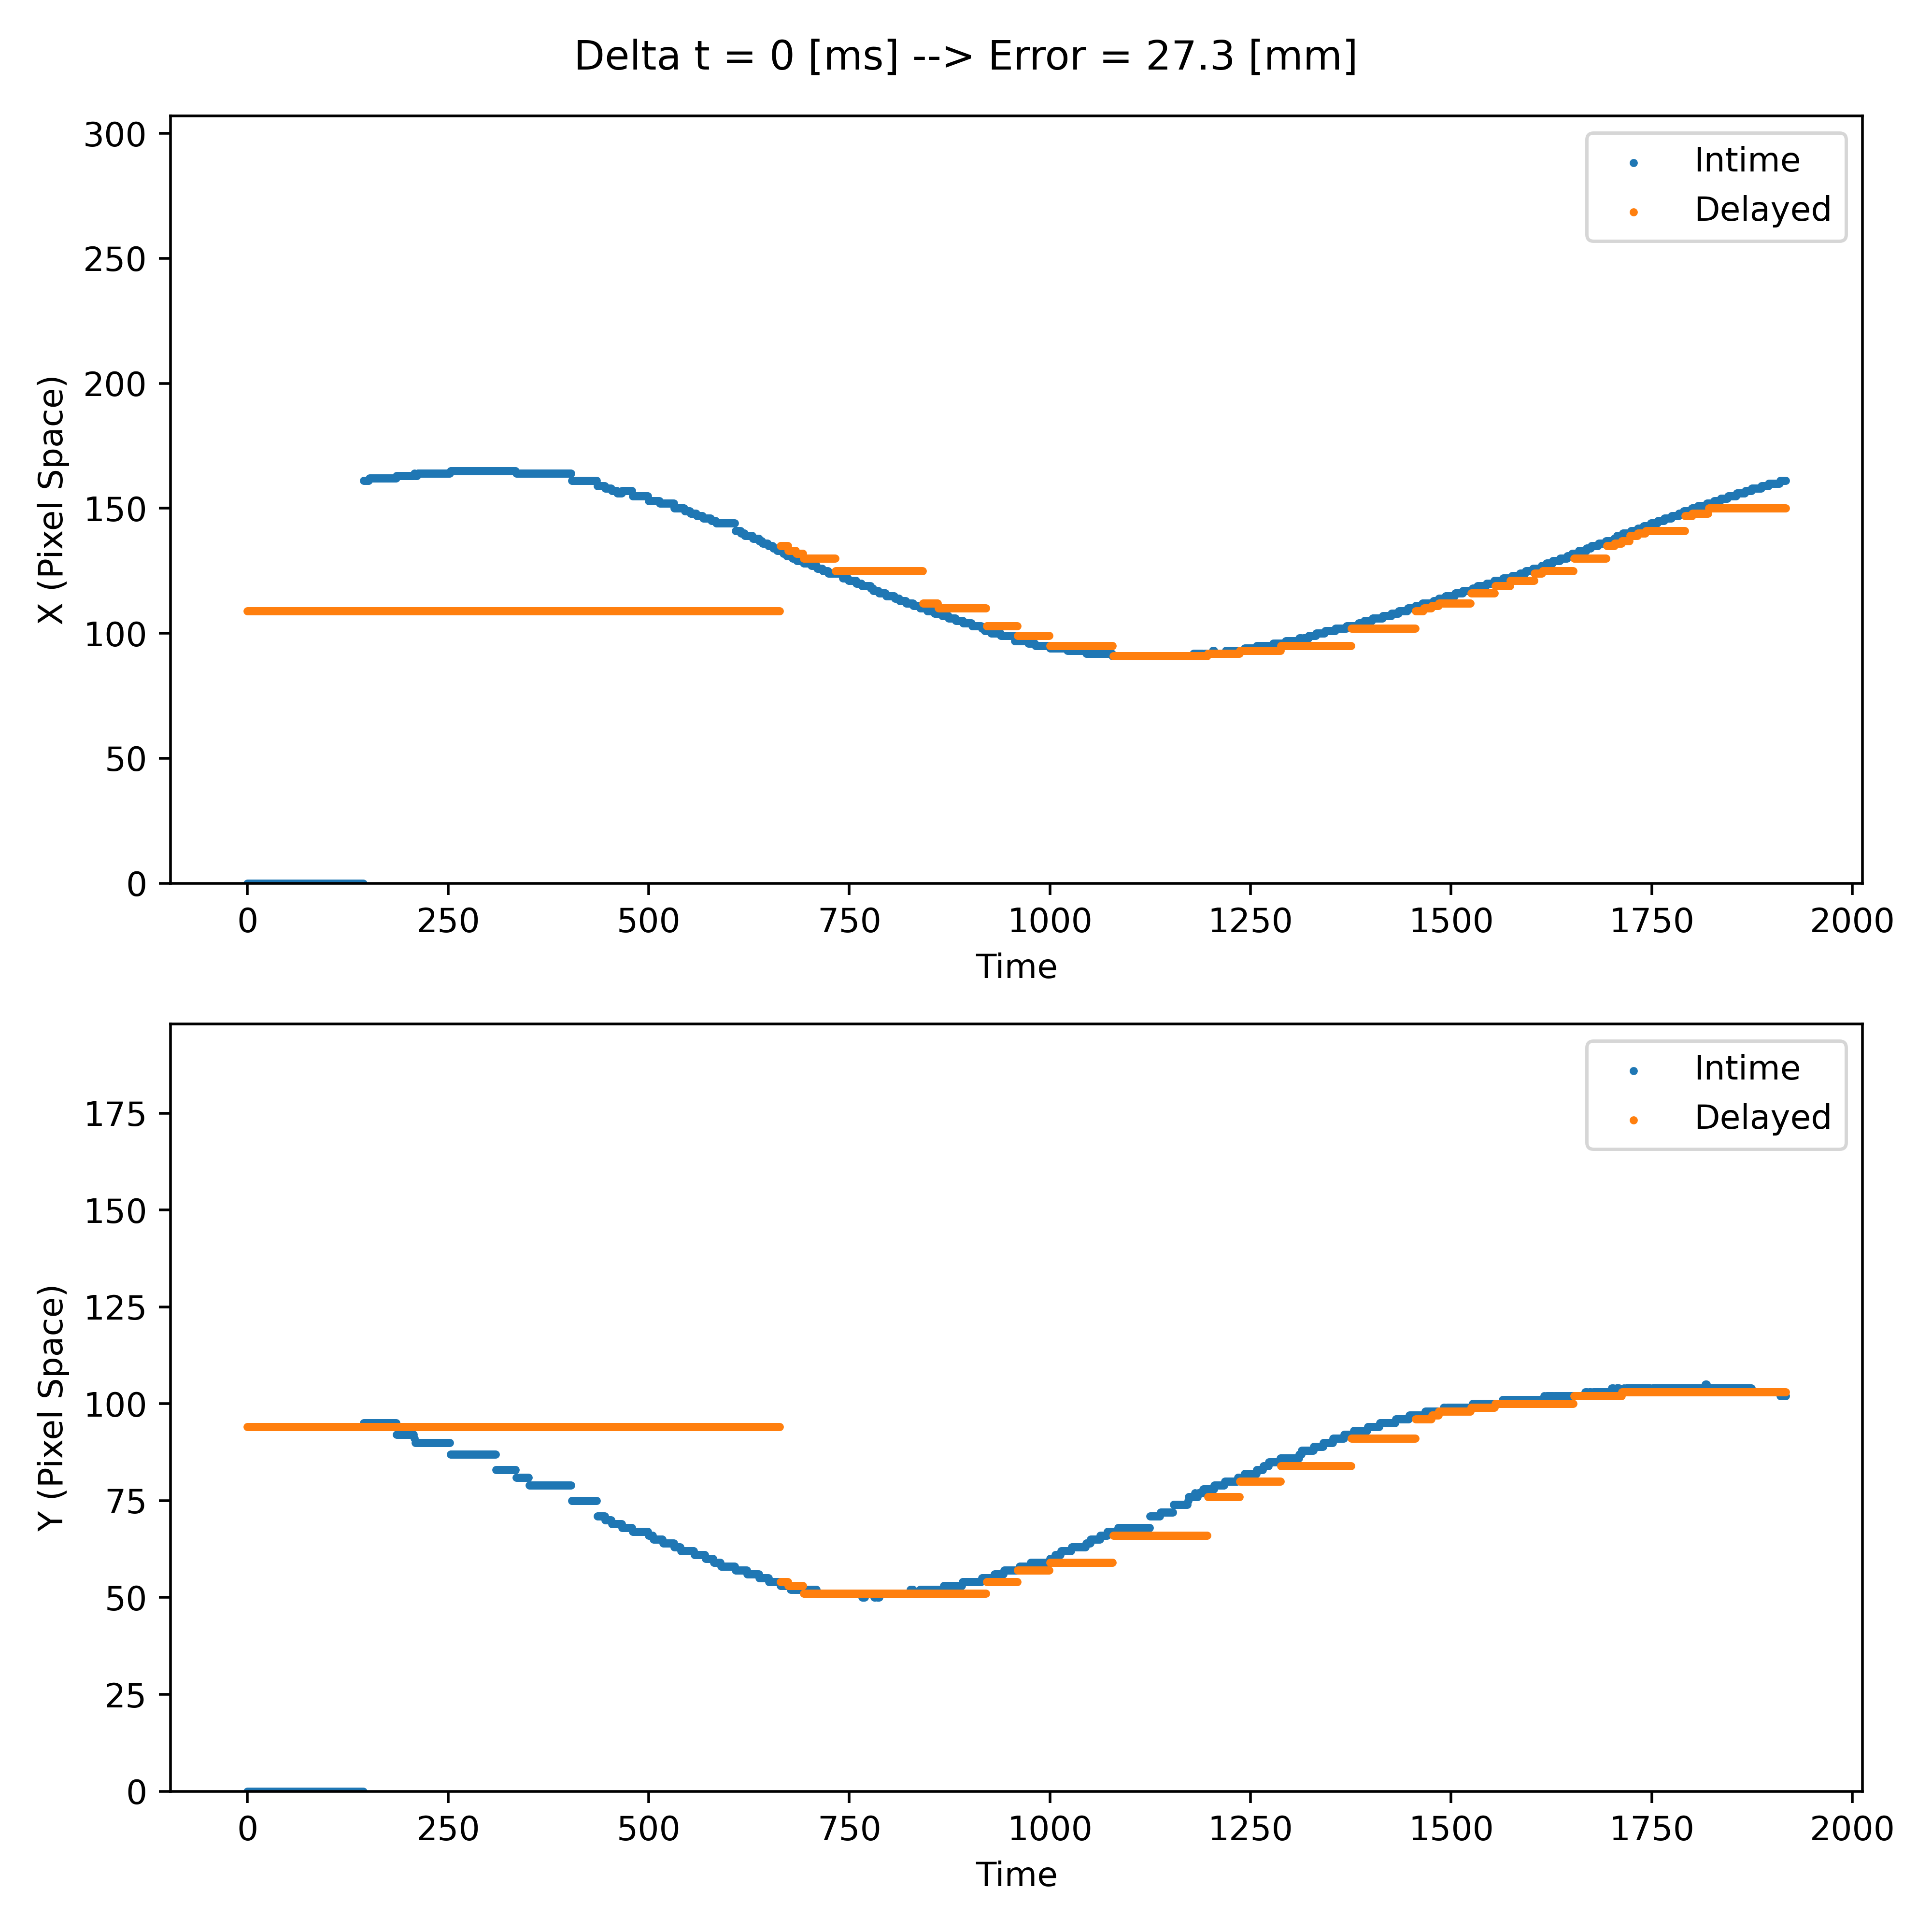 Delta t = 0 [ms] --> Error = 27.3 [mm]
300
250
200
150
100
50
0
X (Pixel Space)
Intime
Delayed
0 250 500 750 1000 1250 1500 1750 2000
Time
175
150
125
100
75
50
25
0
Y (Pixel Space)
Intime
Delayed
0 250 500 750 1000 1250 1500 1750 2000
Time